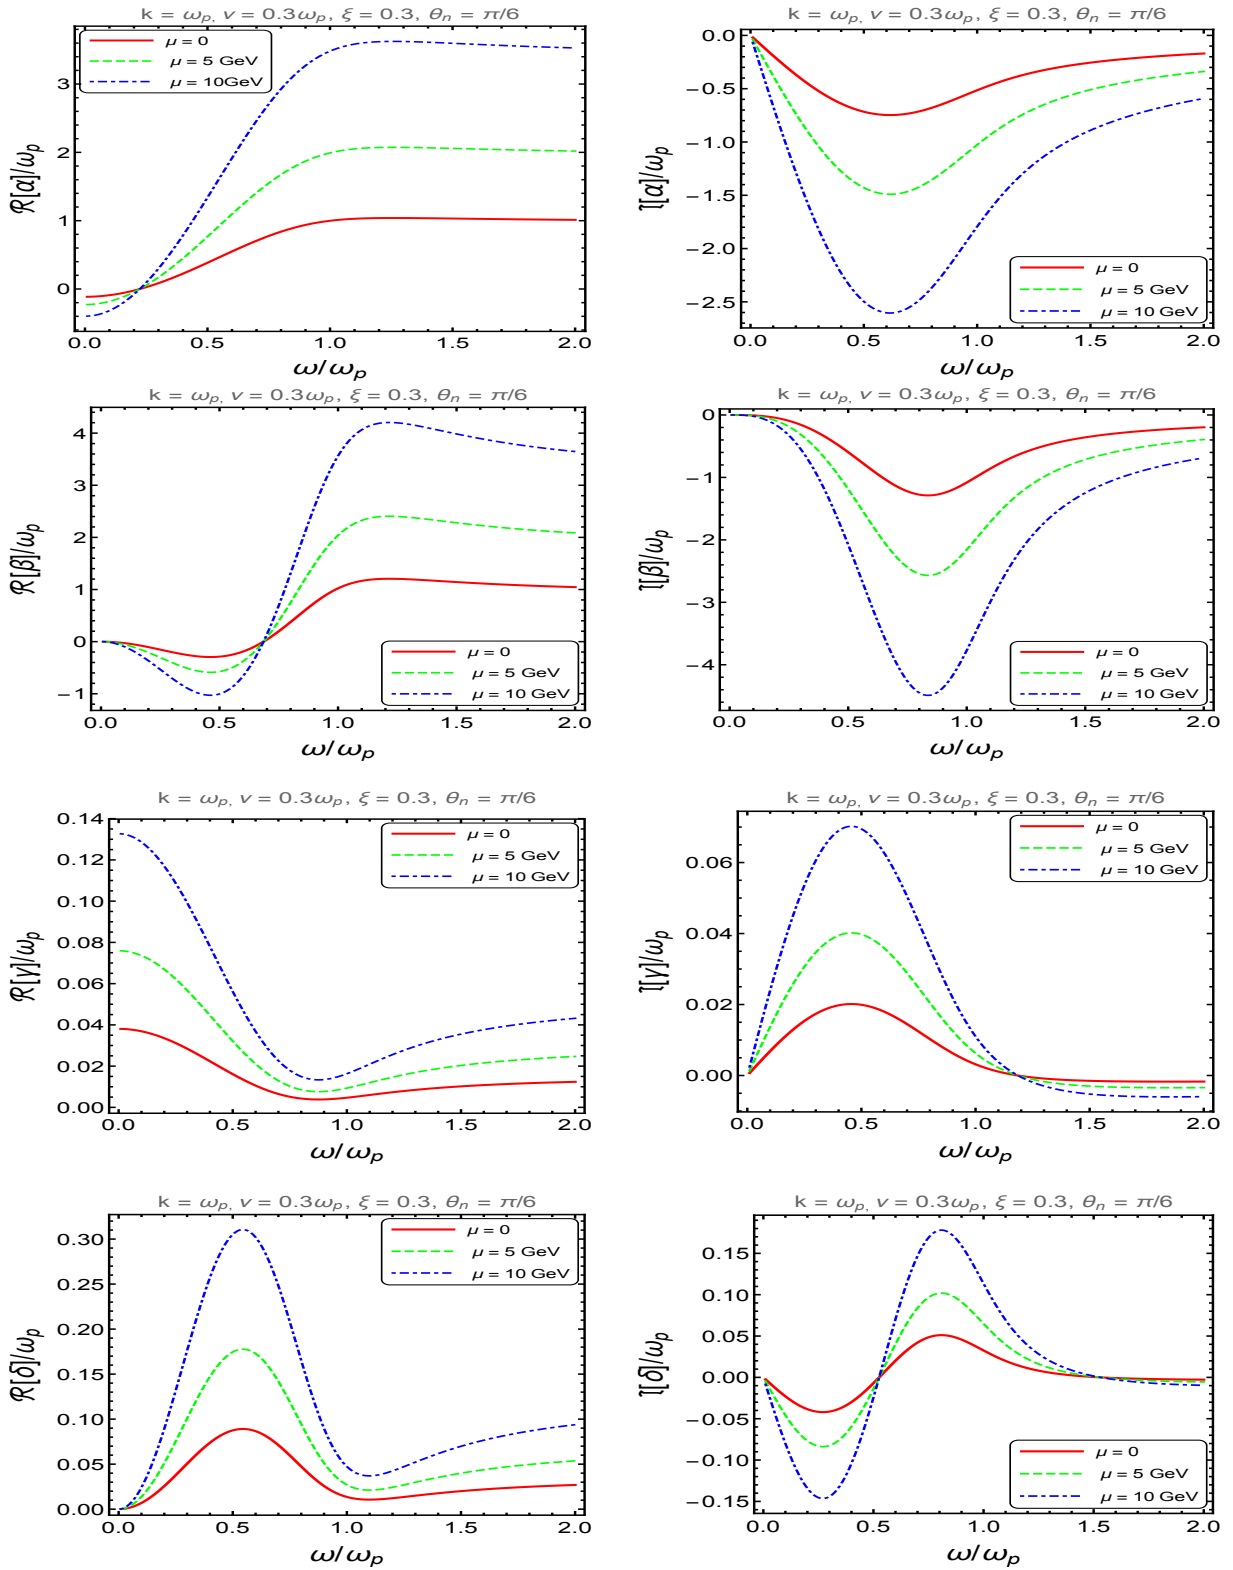 k = ωp, ν = 0.3ωp, ξ = 0.3, θn = π/6
μ = 0
μ = 5 GeV
μ = 10GeV
ℜ[α]/ωp
3
2
1
0
0.0 0.5 1.0 1.5 2.0
ω/ωp
k = ωp, ν = 0.3ωp, ξ = 0.3, θn = π/6
ℑ[α]/ωp
0.0
−0.5
−1.0
−1.5
−2.0
−2.5
μ = 0
μ = 5 GeV
μ = 10 GeV
0.0 0.5 1.0 1.5 2.0
ω/ωp
k = ωp, ν = 0.3ωp, ξ = 0.3, θn = π/6
ℜ[β]/ωp
4
3
2
1
0
−1
μ = 0
μ = 5 GeV
μ = 10 GeV
0.0 0.5 1.0 1.5 2.0
ω/ωp
k = ωp, ν = 0.3ωp, ξ = 0.3, θn = π/6
ℑ[β]/ωp
0
−1
−2
−3
−4
μ = 0
μ = 5 GeV
μ = 10 GeV
0.0 0.5 1.0 1.5 2.0
ω/ωp
k = ωp, ν = 0.3ωp, ξ = 0.3, θn = π/6
ℜ[γ]/ωp
0.14
0.12
0.10
0.08
0.06
0.04
0.02
0.00
μ = 0
μ = 5 GeV
μ = 10 GeV
0.0 0.5 1.0 1.5 2.0
ω/ωp
k = ωp, ν = 0.3ωp, ξ = 0.3, θn = π/6
ℑ[γ]/ωp
0.06
0.04
0.02
0.00
μ = 0
μ = 5 GeV
μ = 10 GeV
0.0 0.5 1.0 1.5 2.0
ω/ωp
k = ωp, ν = 0.3ωp, ξ = 0.3, θn = π/6
ℜ[δ]/ωp
0.30
0.25
0.20
0.15
0.10
0.05
0.00
μ = 0
μ = 5 GeV
μ = 10 GeV
0.0 0.5 1.0 1.5 2.0
ω/ωp
k = ωp, ν = 0.3ωp, ξ = 0.3, θn = π/6
ℑ[δ]/ωp
0.15
0.10
0.05
0.00
−0.05
−0.10
−0.15
μ = 0
μ = 5 GeV
μ = 10 GeV
0.0 0.5 1.0 1.5 2.0
ω/ωp